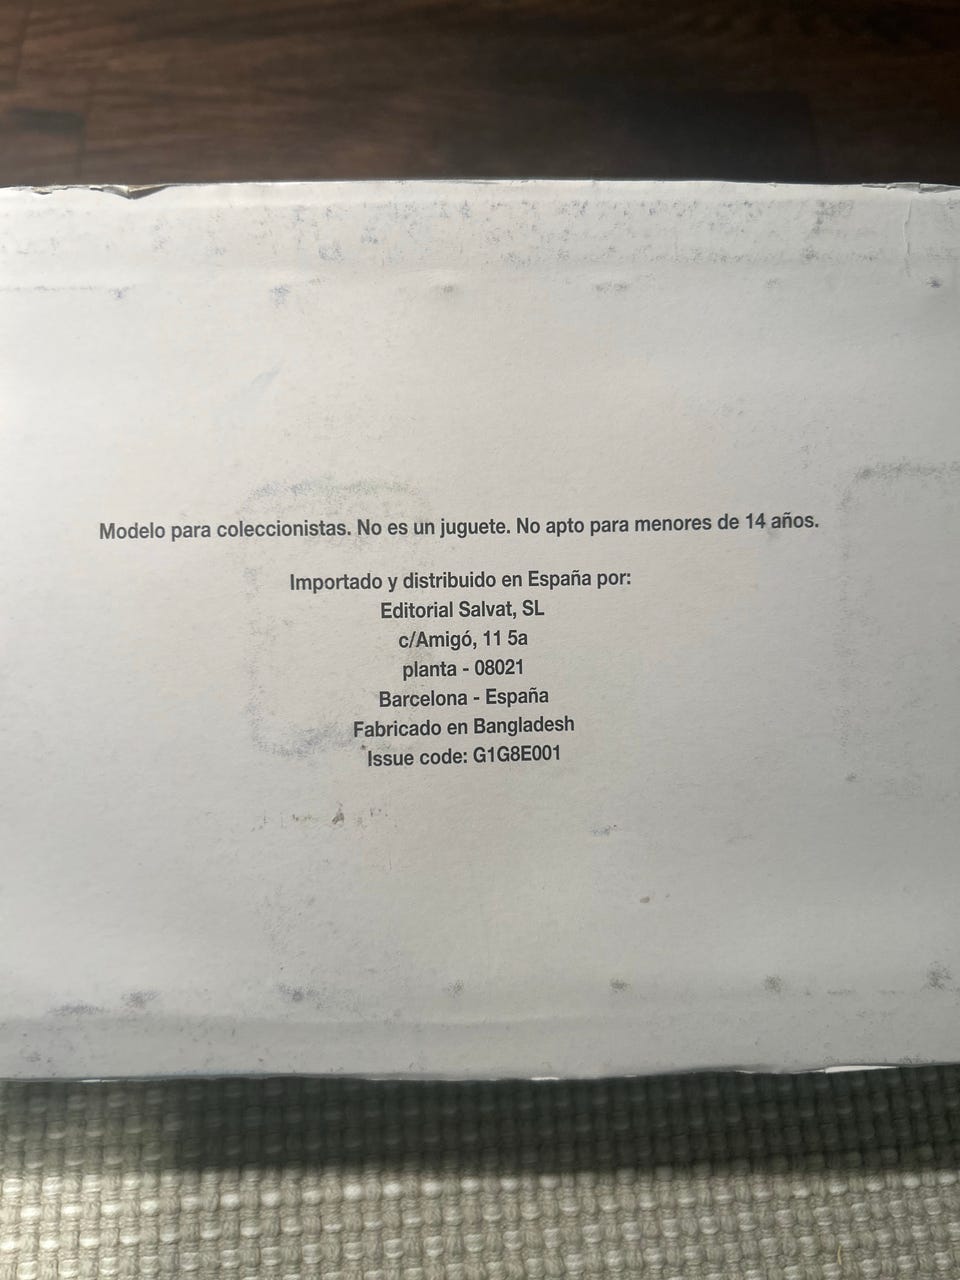 Modelo para coleccionistas. No es un juguete. No apto para menores de 14 años.
Importado y distribuido en España por:
Editorial Salvat, SL
c/Amigó, 11 5a
planta - 08021
Barcelona - España
Fabricado en Bangladesh
Issue code: G1G8E001